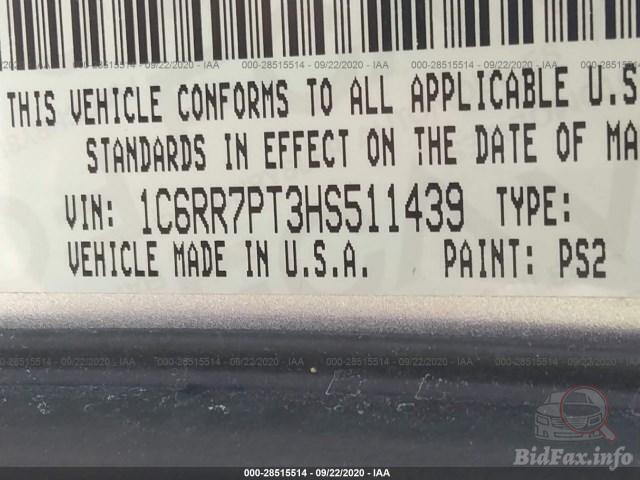 000-28515514 - 09/22/2020 - IAA
THIS VEHICLE CONFORMS TO ALL APPLICABLE U.S
STANDARDS IN EFFECT ON THE DATE OF MA
VIN: 1C6RR7PT3HS511439 TYPE:
VEHICLE MADE IN U.S.A. PAINT: PS2
000-28515514 - 09/22/2020 - IAA
BidFax.info
000-28515514 - 09/22/2020 - IAA